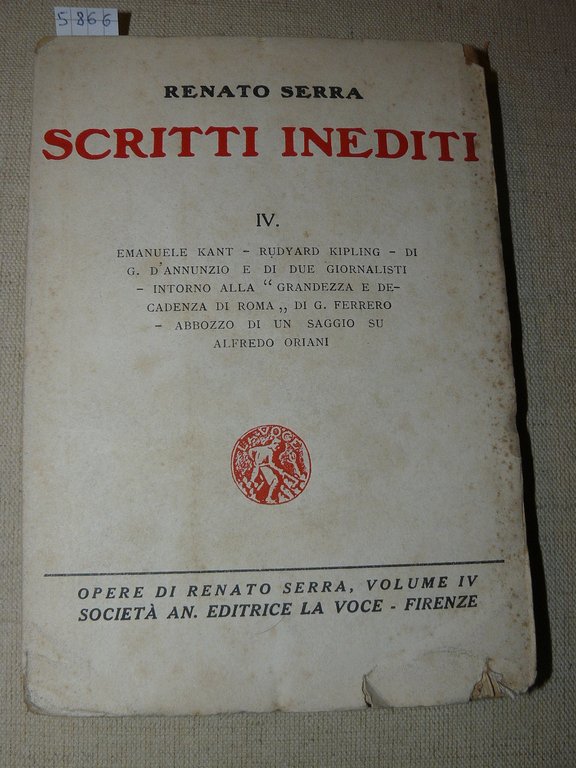 5866
RENATO SERRA
SCRITTI INEDITI
IV.
EMANUELE KANT - RUDYARD KIPLING - DI
G. D'ANNUNZIO E DI DUE GIORNALISTI
- INTORNO ALLA " GRANDEZZA E DE-
CADENZA DI ROMA „ DI G. FERRERO
- ABBOZZO DI UN SAGGIO SU
ALFREDO ORIANI
LA VOCE
OPERE DI RENATO SERRA, VOLUME IV
SOCIETÀ AN. EDITRICE LA VOCE - FIRENZE